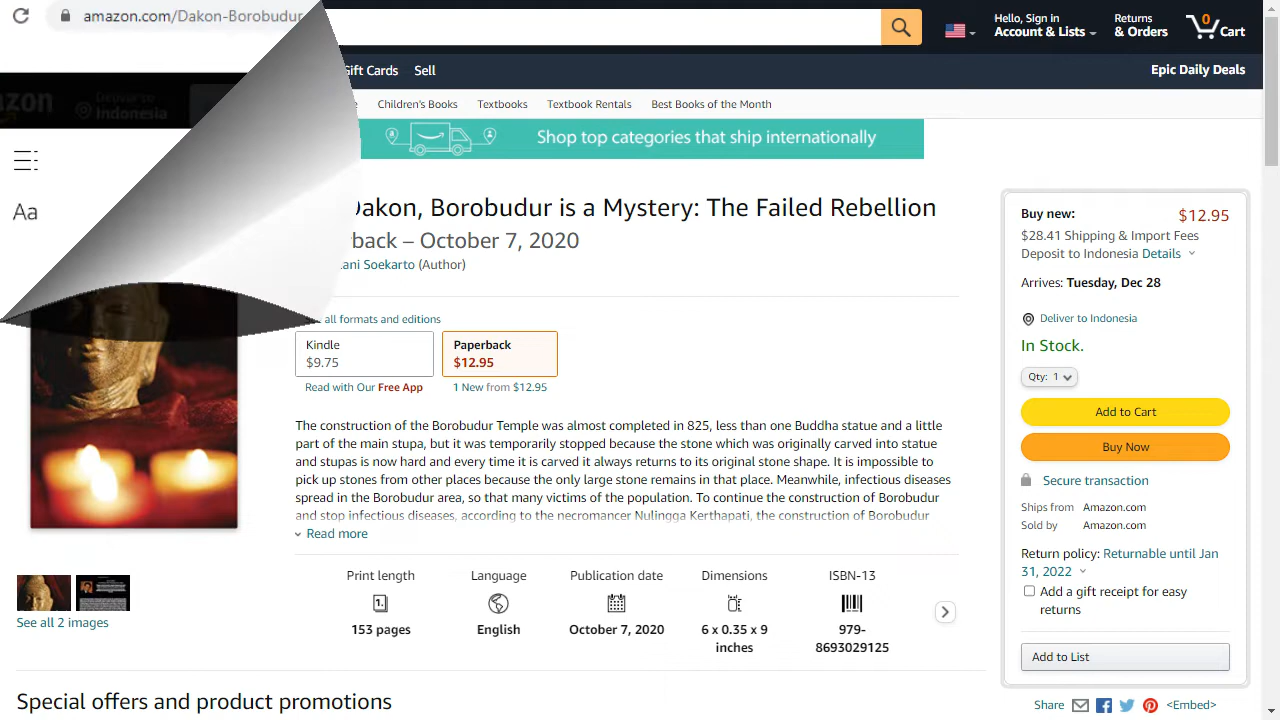 amazon.com/Dakon-Borobudur
Hello, Sign in
Account & Lists
Returns
& Orders
0
Cart
Deliver to
Indonesia
Gift Cards
Sell
Epic Daily Deals
Children's Books
Textbooks
Textbook Rentals
Best Books of the Month
Shop top categories that ship internationally
Aa
Dakon, Borobudur is a Mystery: The Failed Rebellion
back – October 7, 2020
Soekarto (Author)
all formats and editions
Kindle
$9.75
Paperback
$12.95
Read with Our Free App
1 New from $12.95
The construction of the Borobudur Temple was almost completed in 825, less than one Buddha statue and a little
part of the main stupa, but it was temporarily stopped because the stone which was originally carved into statue
and stupas is now hard and every time it is carved it always returns to its original stone shape. It is impossible to
pick up stones from other places because the only large stone remains in that place. Meanwhile, infectious diseases
spread in the Borobudur area, so that many victims of the population. To continue the construction of Borobudur
and stop infectious diseases, according to the necromancer Nulingga Kerthapati, the construction of Borobudur
Read more
Print length
153 pages
Language
English
Publication date
October 7, 2020
Dimensions
6 x 0.35 x 9
inches
ISBN-13
979-
8693029125
See all 2 images
Special offers and product promotions
Buy new:
$12.95
$28.41 Shipping & Import Fees
Deposit to Indonesia Details
Arrives: Tuesday, Dec 28
Deliver to Indonesia
In Stock.
Qty: 1
Add to Cart
Buy Now
Secure transaction
Ships from Amazon.com
Sold by Amazon.com
Return policy: Returnable until Jan
31, 2022
Add a gift receipt for easy
returns
Add to List
Share
<Embed>